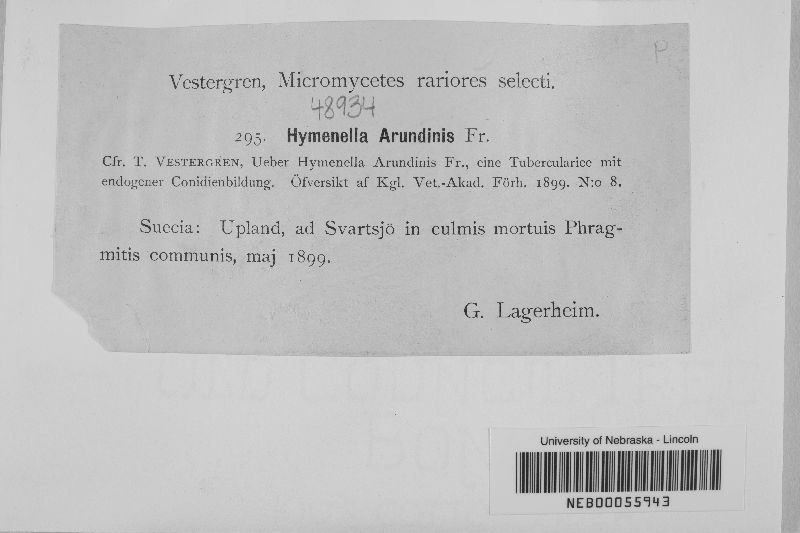 P
Vestergren, Micromycetes rariores selecti.
48934
295. Hymenella Arundinis Fr.
Cfr. T. VESTERGREN, Ueber Hymenella Arundinis Fr., eine Tuberculariee mit
endogener Conidienbildung. Öfversikt af Kgl. Vet.-Akad. Förh. 1899. N:o 8.
Suecia: Upland, ad Svartsjö in culmis mortuis Phrag-
mitis communis, maj 1899.
G. Lagerheim.
University of Nebraska - Lincoln
NEB00055943